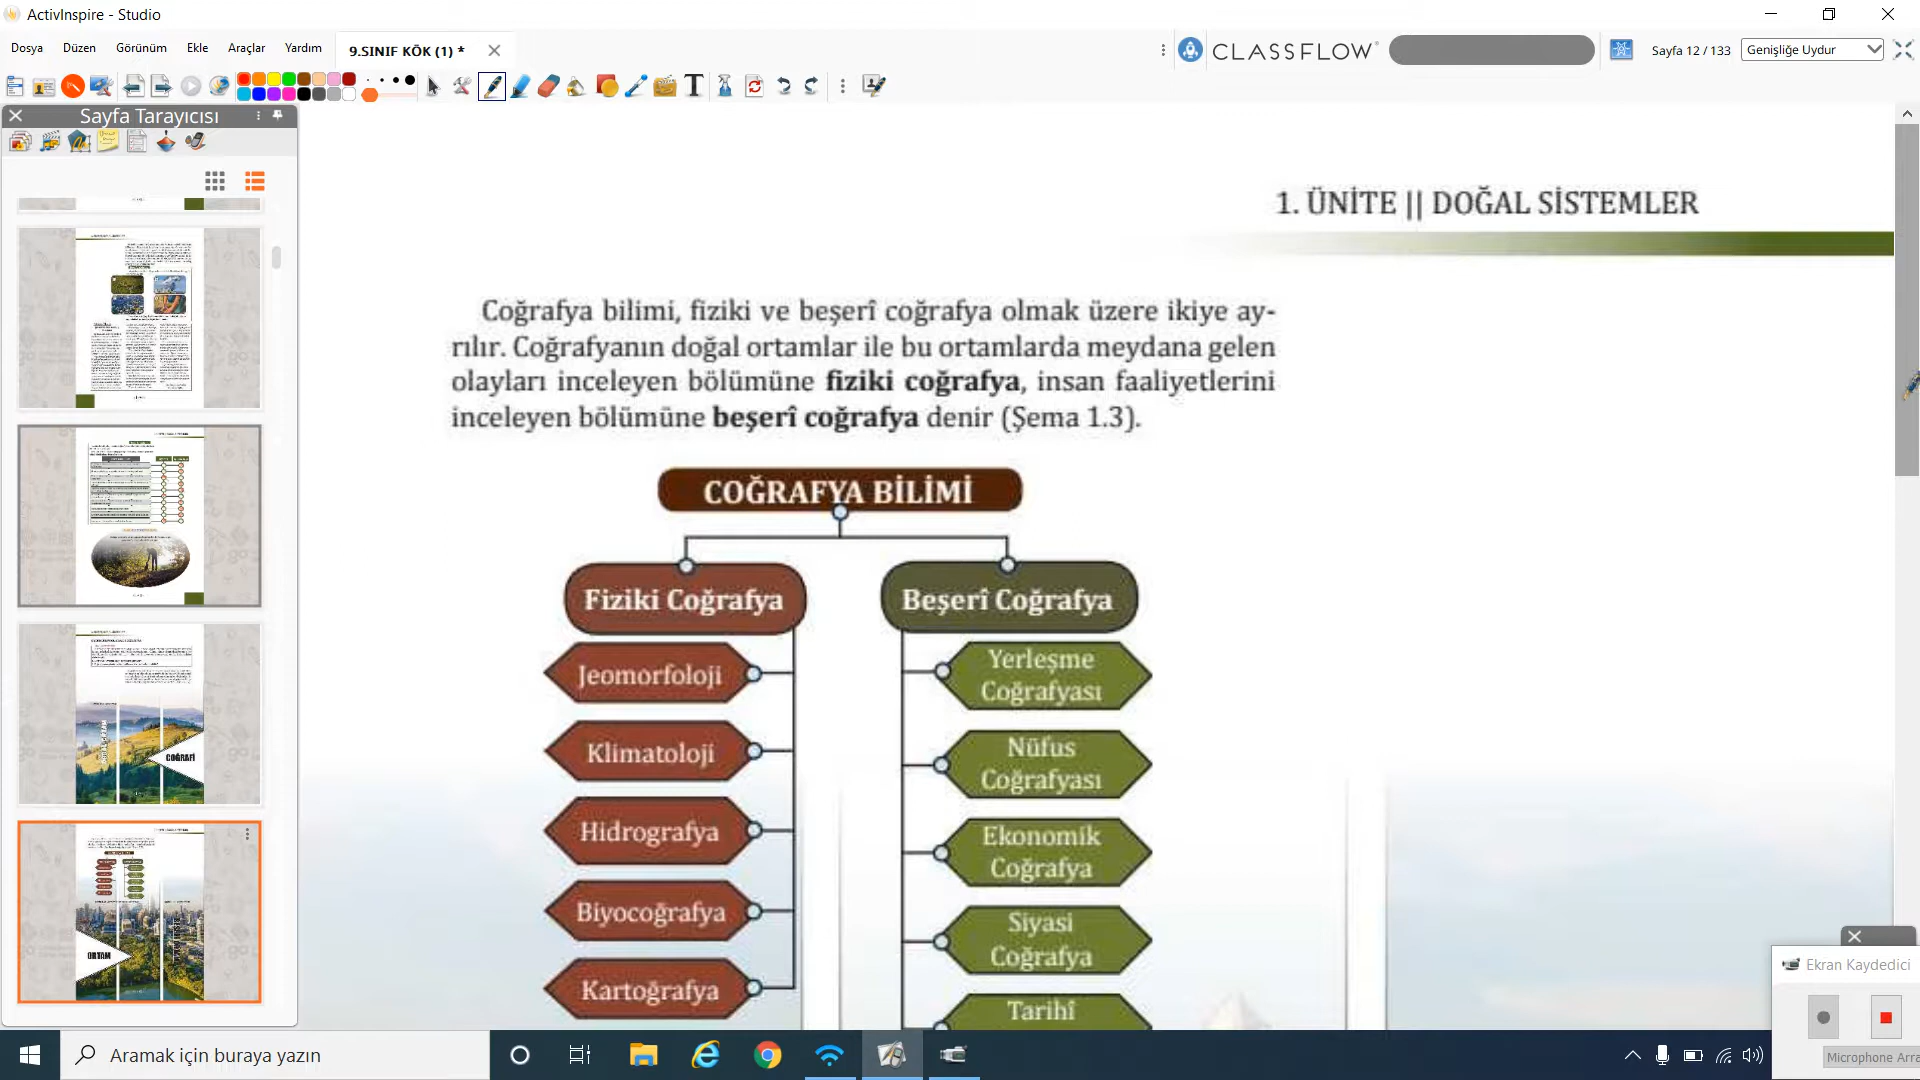 ActivInspire - Studio
Dosya Düzen Görünüm Ekle Araçlar Yardım
9.SINIF KÖK (1) *
CLASSFLOW
Sayfa 12 / 133
Genişliğe Uydur
Sayfa Tarayıcısı
COĞRAFİ
ORTAM
1. ÜNİTE || DOĞAL SİSTEMLER
Coğrafya bilimi, fiziki ve beşerî coğrafya olmak üzere ikiye ay-
rılır. Coğrafyanın doğal ortamlar ile bu ortamlarda meydana gelen
olayları inceleyen bölümüne fiziki coğrafya, insan faaliyetlerini
inceleyen bölümüne beşerî coğrafya denir (Şema 1.3).
COĞRAFYA BİLİMİ
Fiziki Coğrafya
Jeomorfoloji
Klimatoloji
Hidrografya
Biyocoğrafya
Kartoğrafya
Beşerî Coğrafya
Yerleşme
Coğrafyası
Nüfus
Coğrafyası
Ekonomik
Coğrafya
Siyasi
Coğrafya
Tarihî
Ekran Kaydedici
Microphone Arra
Aramak için buraya yazın